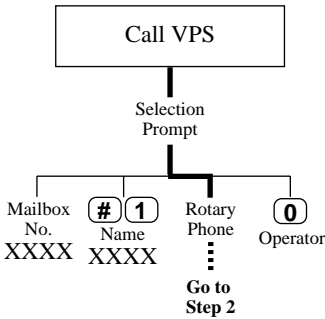 Call VPS
Selection
Prompt
Mailbox
No.
XXXX
# 1
Name
XXXX
Rotary
Phone
Go to
Step 2
0
Operator